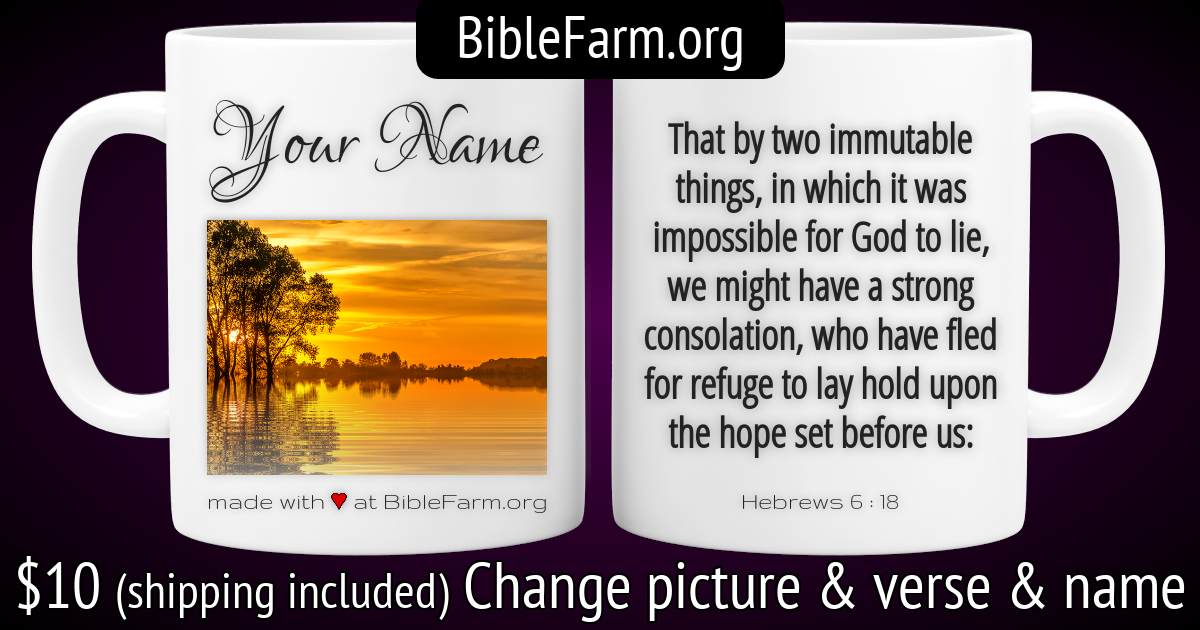 BibleFarm.org
Your Name
made with ♥ at BibleFarm.org
That by two immutable
things, in which it was
impossible for God to lie,
we might have a strong
consolation, who have fled
for refuge to lay hold upon
the hope set before us:
Hebrews 6 : 18
$10 (shipping included) Change picture & verse & name